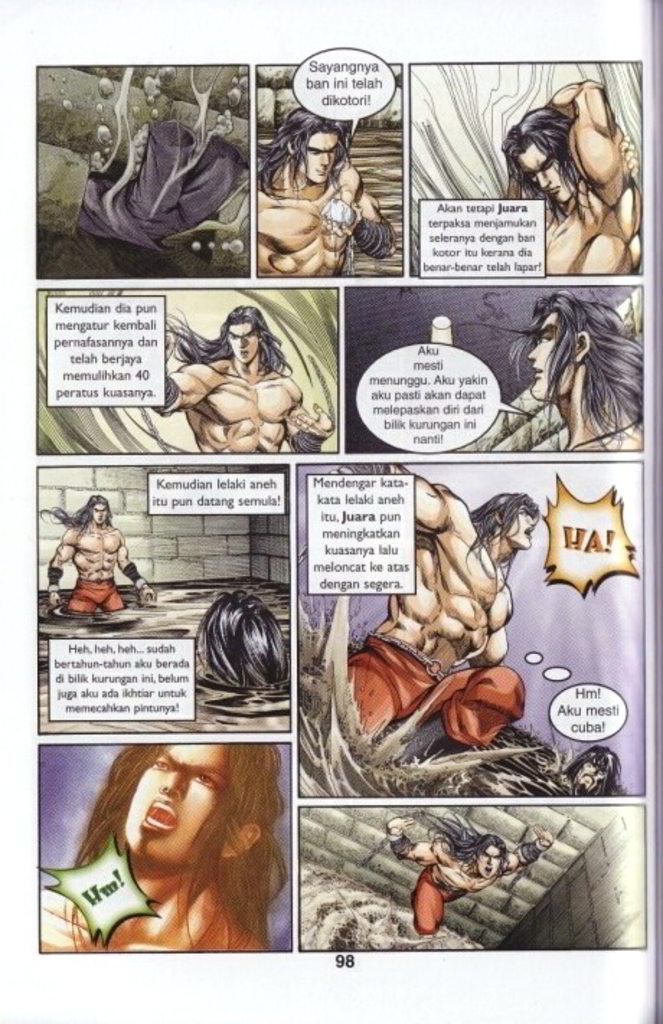 Sayangnya
ban ini telah
dikotori!
Akan tetapi Juara
terpaksa menjamukan
seleranya dengan ban
kotor itu kerana dia
benar-benar telah lapar!
Kemudian dia pun
mengatur kembali
pernafasannya dan
telah berjaya
memulihkan 40
peratus kuasanya.
Aku
mesti
menunggu. Aku yakin
aku pasti akan dapat
melepaskan diri dari
bilik kurungan ini
nanti!
Kemudian lelaki aneh
itu pun datang semula!
Heh, heh, heh... sudah
bertahun-tahun aku berada
di bilik kurungan ini, belum
juga aku ada ikhtiar untuk
memecahkan pintunya!
Mendengar kata-
kata lelaki aneh
itu, Juara pun
meningkatkan
kuasanya lalu
meloncat ke atas
dengan segera.
HA!
Hm!
Aku mesti
cuba!
Hm!
98